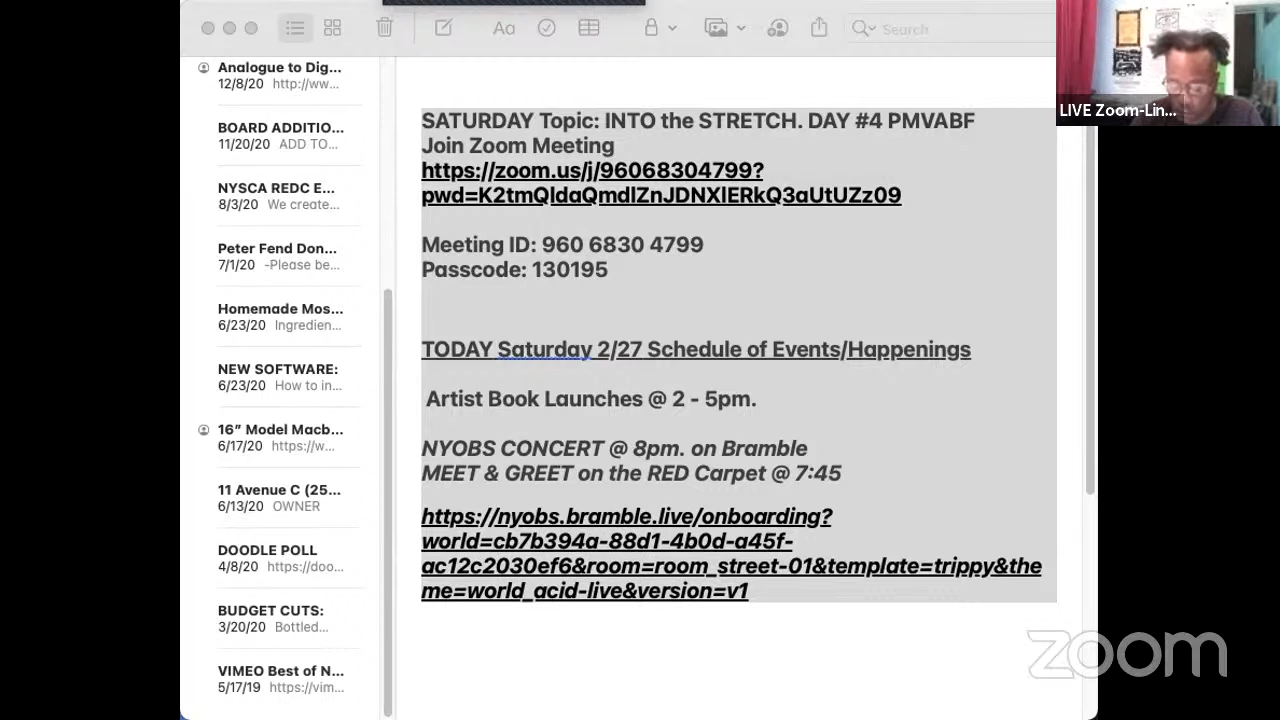 Search
Analogue to Dig...
12/8/20 http://ww...
BOARD ADDITIO...
11/20/20 ADD TO...
NYSCA REDC E...
8/3/20 We create...
Peter Fend Don...
7/1/20 -Please be...
Homemade Mos...
6/23/20 Ingredien...
NEW SOFTWARE:
6/23/20 How to in...
16” Model Macb...
6/17/20 https://w...
11 Avenue C (25...
6/13/20 OWNER
DOODLE POLL
4/8/20 https://doo...
BUDGET CUTS:
3/20/20 Bottled...
VIMEO Best of N...
5/17/19 https://vim...
SATURDAY Topic: INTO the STRETCH. DAY #4 PMVABF
Join Zoom Meeting
https://zoom.us/j/96068304799?
pwd=K2tmQldaQmdlZnJDNXlERkQ3aUtUZz09
Meeting ID: 960 6830 4799
Passcode: 130195
TODAY Saturday 2/27 Schedule of Events/Happenings
Artist Book Launches @ 2 - 5pm.
NYOBS CONCERT @ 8pm. on Bramble
MEET & GREET on the RED Carpet @ 7:45
https://nyobs.bramble.live/onboarding?
world=cb7b394a-88d1-4b0d-a45f-
ac12c2030ef6&room=room_street-01&template=trippy&the
me=world_acid-live&version=v1
LIVE Zoom-Lin...
zoom